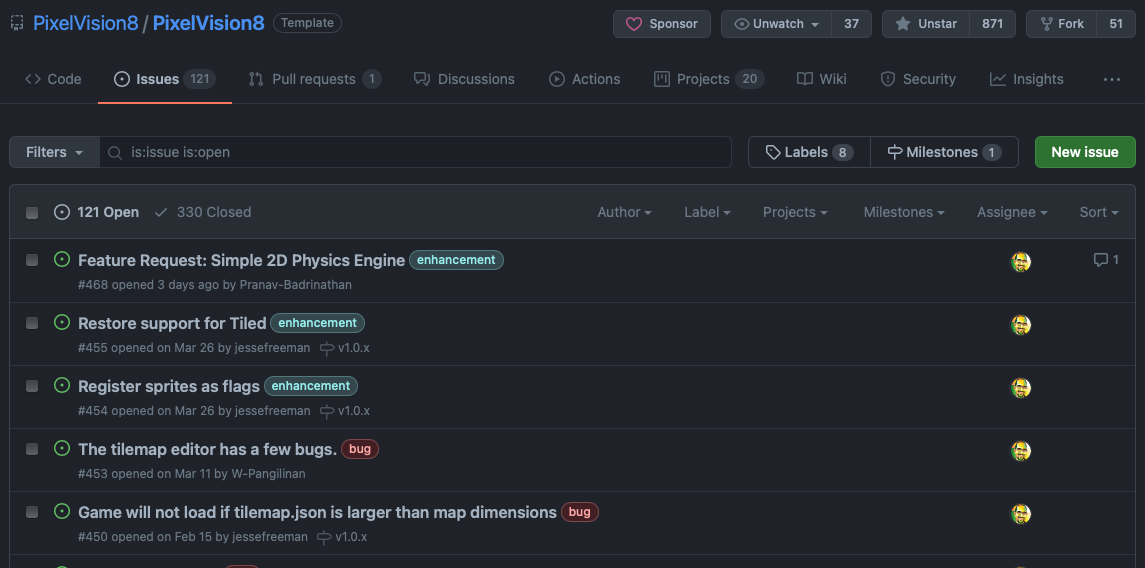 PixelVision8 / PixelVision8 Template Sponsor Unwatch 37 Unstar 871 Fork 51
Code Issues 121 Pull requests 1 Discussions Actions Projects 20 Wiki Security Insights ...
Filters is:issue is:open Labels 8 Milestones 1 New issue
121 Open 330 Closed Author Label Projects Milestones Assignee Sort
Feature Request: Simple 2D Physics Engine enhancement 1
#468 opened 3 days ago by Pranav-Badrinathan
Restore support for Tiled enhancement
#455 opened on Mar 26 by jessefreeman v1.0.x
Register sprites as flags enhancement
#454 opened on Mar 26 by jessefreeman v1.0.x
The tilemap editor has a few bugs. bug
#453 opened on Mar 11 by W-Pangilinan
Game will not load if tilemap.json is larger than map dimensions bug
#450 opened on Feb 15 by jessefreeman v1.0.x